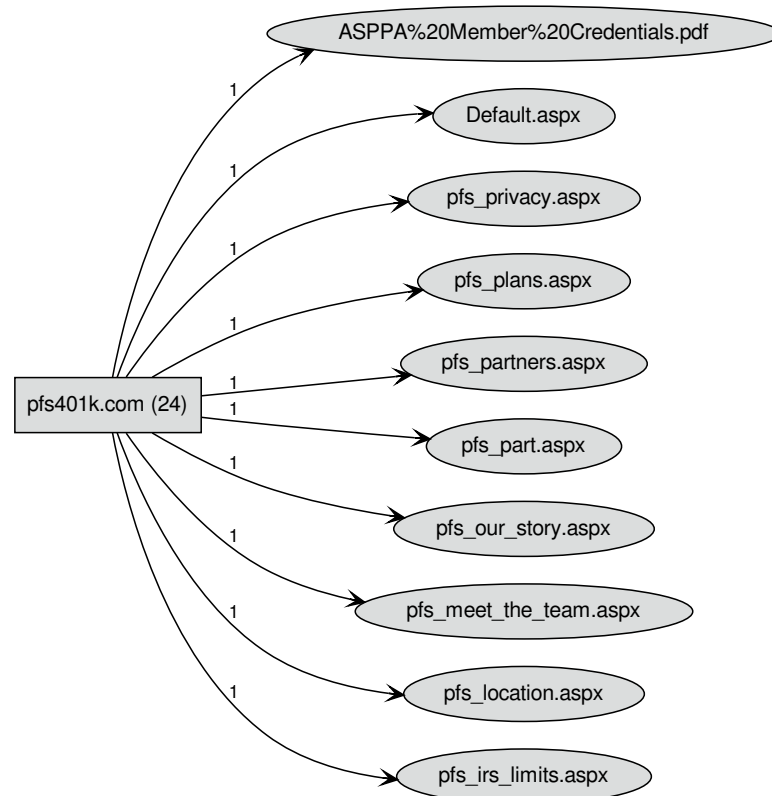 ASPPA%20Member%20Credentials.pdf
1
Default.aspx
1
pfs_privacy.aspx
1
pfs_plans.aspx
1
pfs_partners.aspx
1
pfs401k.com (24)
1
pfs_part.aspx
1
pfs_our_story.aspx
1
pfs_meet_the_team.aspx
1
pfs_location.aspx
1
pfs_irs_limits.aspx